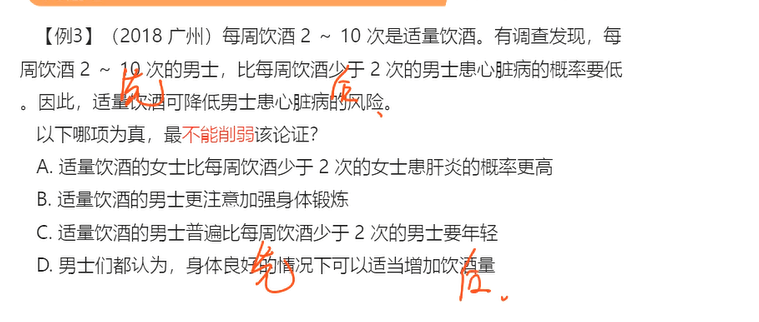 【例3】（2018 广州）每周饮酒 2 ～ 10 次是适量饮酒。有调查发现，每
周饮酒 2 ～ 10 次的男士，比每周饮酒少于 2 次的男士患心脏病的概率要低
。因此，适量饮酒可降低男士患心脏病的风险。
先 后、
以下哪项为真，最不能削弱该论证？
A. 适量饮酒的女士比每周饮酒少于 2 次的女士患肝炎的概率更高
B. 适量饮酒的男士更注意加强身体锻炼
C. 适量饮酒的男士普遍比每周饮酒少于 2 次的男士要年轻
D. 男士们都认为，身体良好的情况下可以适当增加饮酒量
先 后、